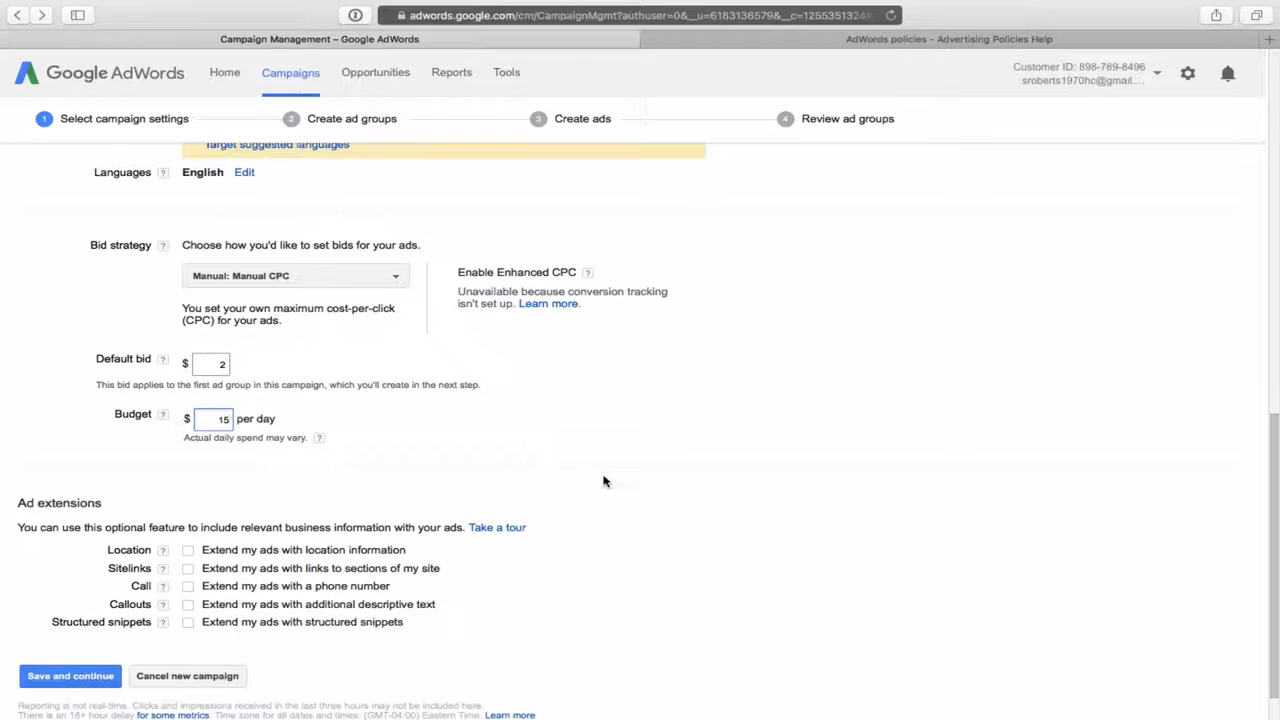 adwords.google.com/cm/CampaignMgmt?authuser=0&__u=6183136579&__c=1255351324
Campaign Management – Google AdWords
AdWords policies - Advertising Policies Help
Google AdWords
Home
Campaigns
Opportunities
Reports
Tools
Customer ID: 898-789-8496
sroberts1970hc@gmail....
1 Select campaign settings
2 Create ad groups
3 Create ads
4 Review ad groups
Target suggested languages
Languages ? English Edit
Bid strategy ? Choose how you'd like to set bids for your ads.
Manual: Manual CPC
You set your own maximum cost-per-click
(CPC) for your ads.
Enable Enhanced CPC ?
Unavailable because conversion tracking
isn't set up. Learn more.
Default bid ? $ 2
This bid applies to the first ad group in this campaign, which you'll create in the next step.
Budget ? $ 15 per day
Actual daily spend may vary. ?
Ad extensions
You can use this optional feature to include relevant business information with your ads. Take a tour
Location ? Extend my ads with location information
Sitelinks ? Extend my ads with links to sections of my site
Call ? Extend my ads with a phone number
Callouts ? Extend my ads with additional descriptive text
Structured snippets ? Extend my ads with structured snippets
Save and continue
Cancel new campaign
Reporting is not real-time. Clicks and impressions received in the last three hours may not be included here.
There is an 18+ hour delay for some metrics. Time zone for all dates and times: (GMT-04:00) Eastern Time. Learn more